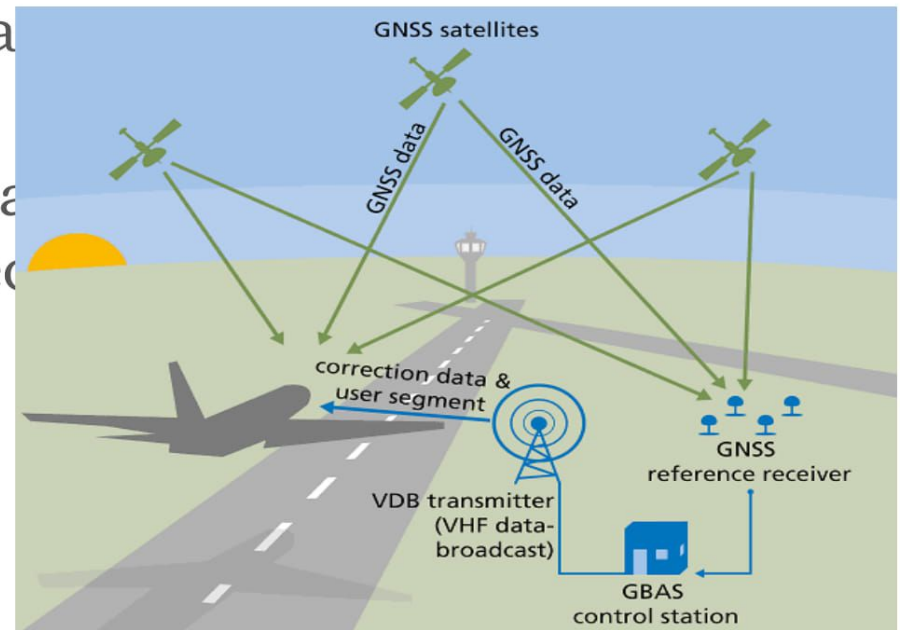 GNSS satellites
GNSS data
GNSS data
correction data &
user segment
VDB transmitter
(VHF data-
broadcast)
GNSS
reference receiver
GBAS
control station